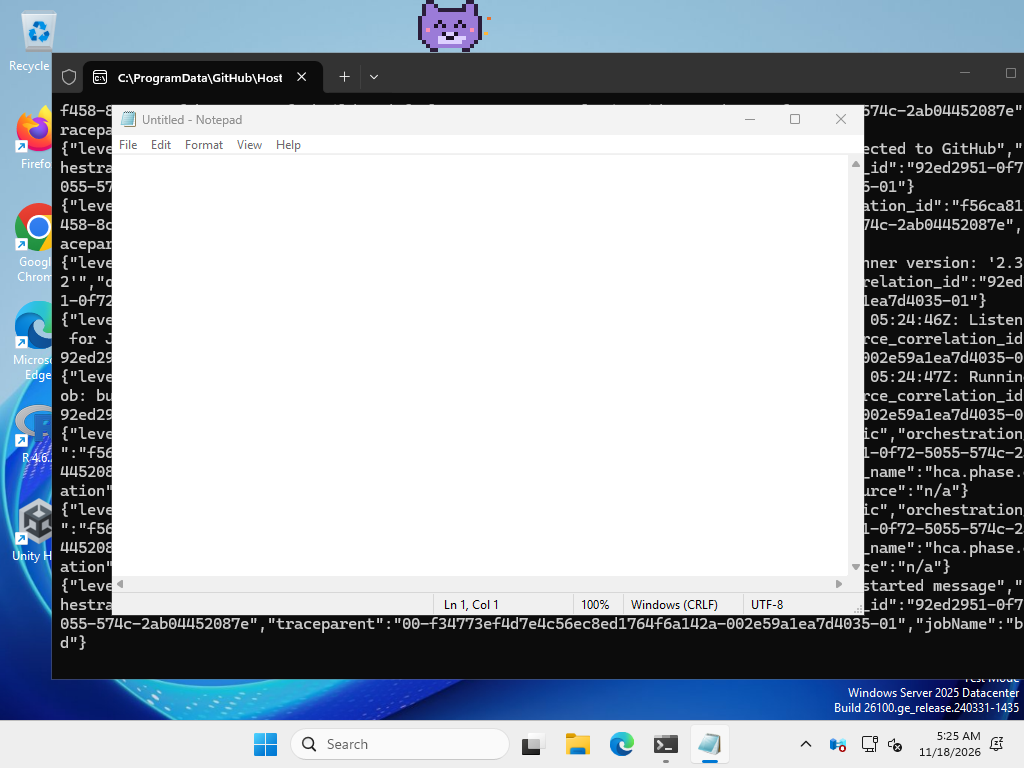 Recycle
Firefo
Googl
Chrom
Micros
Edge
R 4.6.
Unity H
C:\ProgramData\GitHub\Host
Untitled - Notepad
File Edit Format View Help
Ln 1, Col 1 100% Windows (CRLF) UTF-8
574c-2ab04452087e"
racepa
{"leve ected to GitHub","
hestra _id":"92ed2951-0f7
055-57 5-01"}
{"leve ation_id":"f56ca81
458-8c 74c-2ab04452087e",
acepar
{"leve nner version: '2.3
2'","o relation_id":"92ed
1-0f72 1ea7d4035-01"}
{"leve 05:24:46Z: Listen
for J rce_correlation_id
92ed29 002e59a1ea7d4035-0
{"leve 05:24:47Z: Runnin
ob: bu rce_correlation_id
92ed29 002e59a1ea7d4035-0
{"leve ic","orchestration
":"f56 1-0f72-5055-574c-2
445208 _name":"hca.phase.
ation" urce":"n/a"}
{"leve ic","orchestration
":"f56 1-0f72-5055-574c-2
445208 _name":"hca.phase.
ation" ce":"n/a"}
{"leve started message","
hestra _id":"92ed2951-0f7
055-574c-2ab04452087e","traceparent":"00-f34773ef4d7e4c56ec8ed1764f6a142a-002e59a1ea7d4035-01","jobName":"b
d"}
Windows Server 2025 Datacenter
Build 26100.ge_release.240331-1435
Search
5:25 AM
11/18/2026